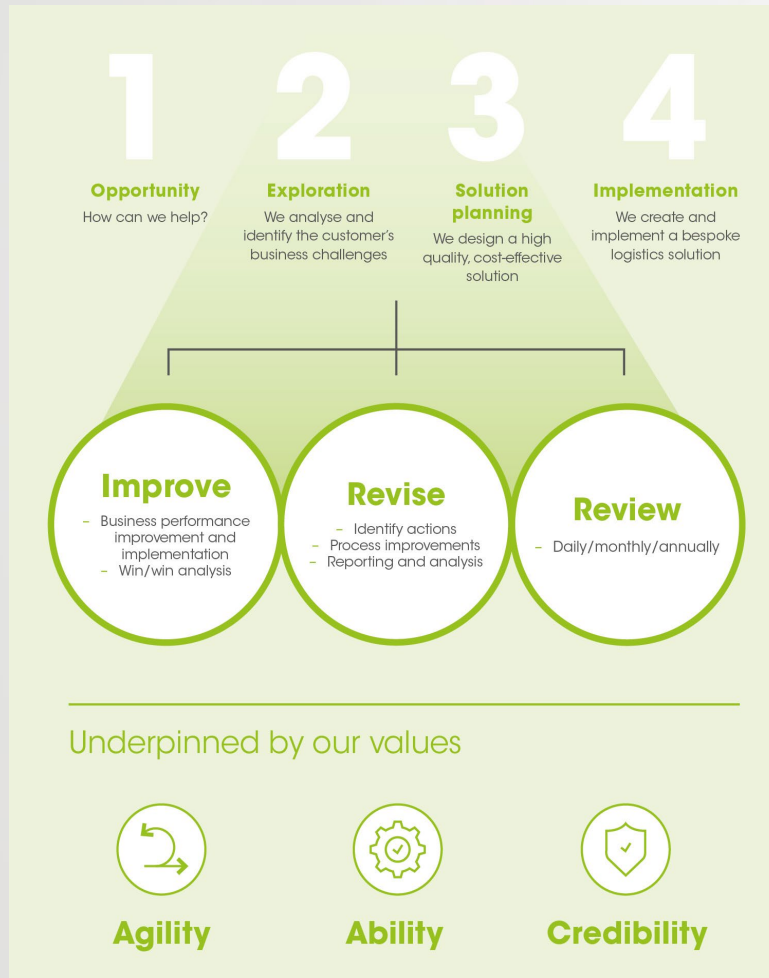 1
2
3
4
Opportunity
How can we help?
Exploration
We analyse and
identify the customer's
business challenges
Solution
planning
We design a high
quality, cost-effective
solution
Implementation
We create and
implement a bespoke
logistics solution
Improve
– Business performance
improvement and
implementation
– Win/win analysis
Revise
– Identify actions
– Process improvements
– Reporting and analysis
Review
– Daily/monthly/annually
Underpinned by our values
Agility
Ability
Credibility